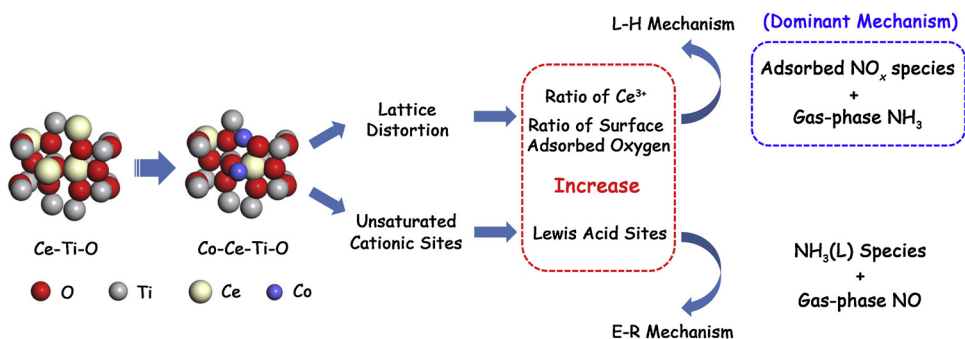 L-H Mechanism
(Dominant Mechanism)
Adsorbed NOₓ species
+
Gas-phase NH₃
Lattice
Distortion
Ratio of Ce³⁺
Ratio of Surface
Adsorbed Oxygen
Increase
Unsaturated
Cationic Sites
Lewis Acid Sites
Ce-Ti-O
Co-Ce-Ti-O
O
Ti
Ce
Co
NH₃(L) Species
+
Gas-phase NO
E-R Mechanism